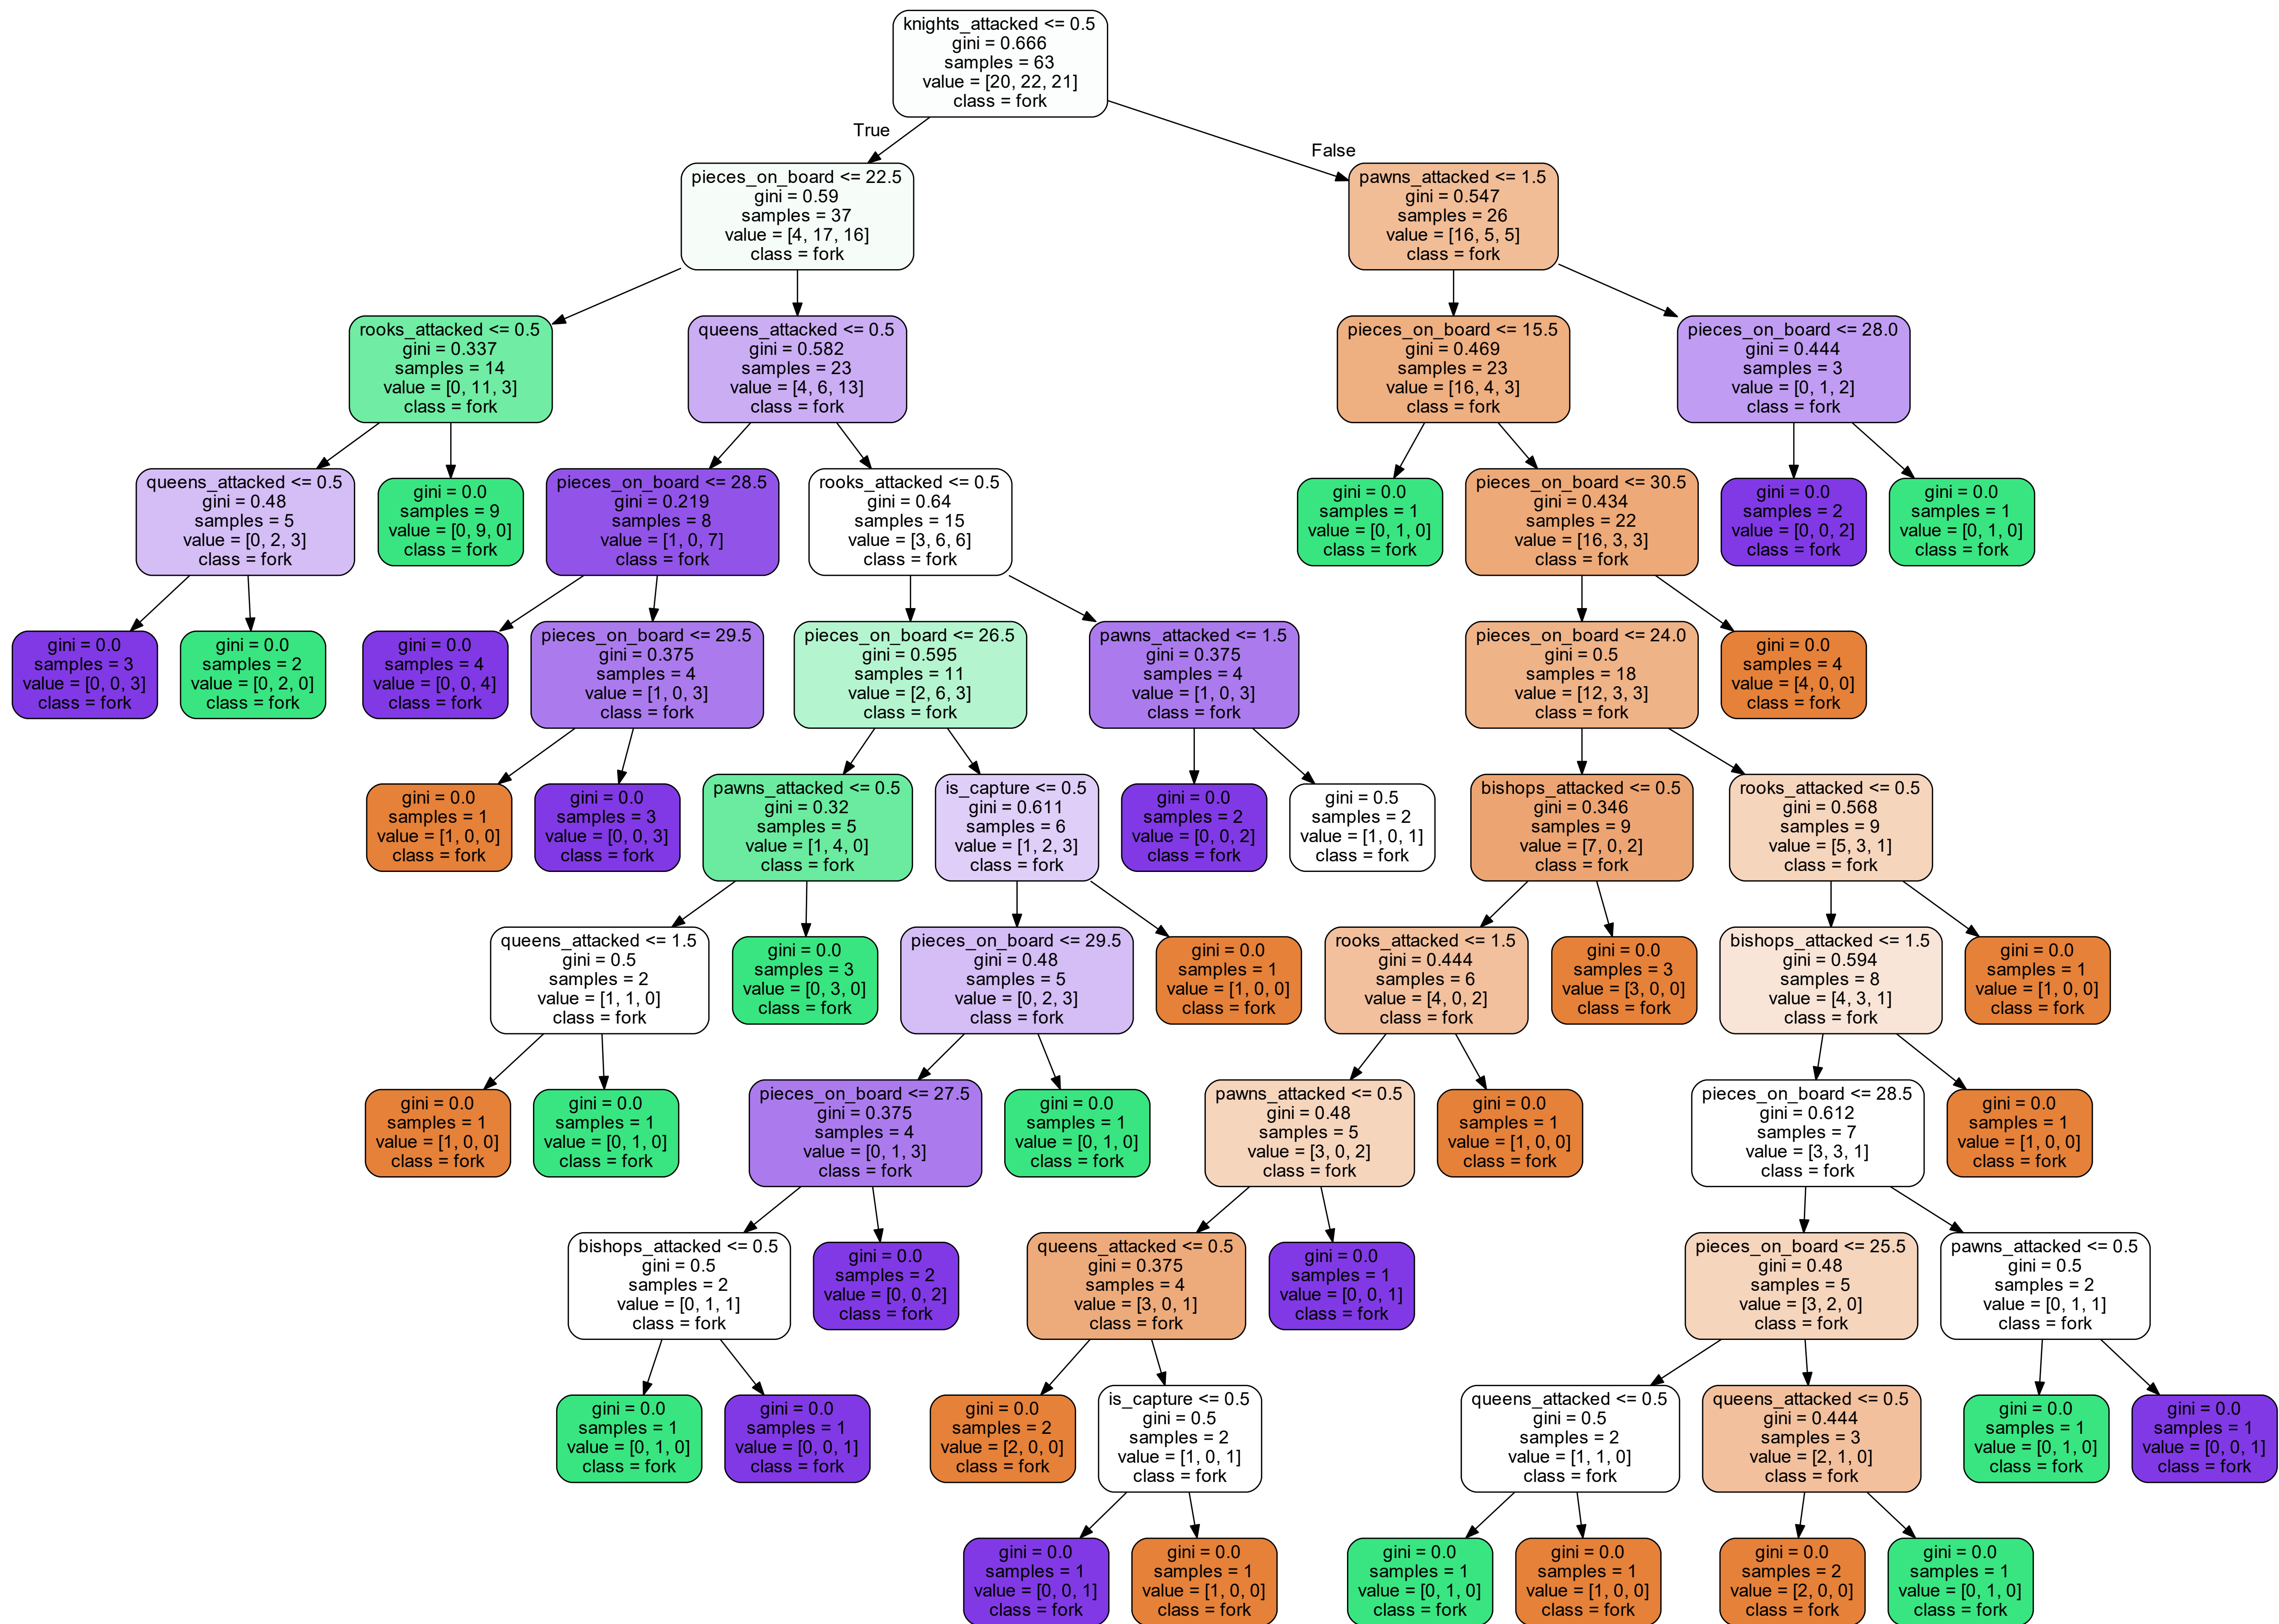 knights_attacked <= 0.5
gini = 0.666
samples = 63
value = [20, 22, 21]
class = fork
True
False
pieces_on_board <= 22.5
gini = 0.59
samples = 37
value = [4, 17, 16]
class = fork
pawns_attacked <= 1.5
gini = 0.547
samples = 26
value = [16, 5, 5]
class = fork
rooks_attacked <= 0.5
gini = 0.337
samples = 14
value = [0, 11, 3]
class = fork
queens_attacked <= 0.5
gini = 0.582
samples = 23
value = [4, 6, 13]
class = fork
pieces_on_board <= 15.5
gini = 0.469
samples = 23
value = [16, 4, 3]
class = fork
pieces_on_board <= 28.0
gini = 0.444
samples = 3
value = [0, 1, 2]
class = fork
queens_attacked <= 0.5
gini = 0.48
samples = 5
value = [0, 2, 3]
class = fork
gini = 0.0
samples = 9
value = [0, 9, 0]
class = fork
pieces_on_board <= 28.5
gini = 0.219
samples = 8
value = [1, 0, 7]
class = fork
rooks_attacked <= 0.5
gini = 0.64
samples = 15
value = [3, 6, 6]
class = fork
gini = 0.0
samples = 1
value = [0, 1, 0]
class = fork
pieces_on_board <= 30.5
gini = 0.434
samples = 22
value = [16, 3, 3]
class = fork
gini = 0.0
samples = 2
value = [0, 0, 2]
class = fork
gini = 0.0
samples = 1
value = [0, 1, 0]
class = fork
gini = 0.0
samples = 3
value = [0, 0, 3]
class = fork
gini = 0.0
samples = 2
value = [0, 2, 0]
class = fork
gini = 0.0
samples = 4
value = [0, 0, 4]
class = fork
pieces_on_board <= 29.5
gini = 0.375
samples = 4
value = [1, 0, 3]
class = fork
pieces_on_board <= 26.5
gini = 0.595
samples = 11
value = [2, 6, 3]
class = fork
pawns_attacked <= 1.5
gini = 0.375
samples = 4
value = [1, 0, 3]
class = fork
pieces_on_board <= 24.0
gini = 0.5
samples = 18
value = [12, 3, 3]
class = fork
gini = 0.0
samples = 4
value = [4, 0, 0]
class = fork
gini = 0.0
samples = 1
value = [1, 0, 0]
class = fork
gini = 0.0
samples = 3
value = [0, 0, 3]
class = fork
pawns_attacked <= 0.5
gini = 0.32
samples = 5
value = [1, 4, 0]
class = fork
is_capture <= 0.5
gini = 0.611
samples = 6
value = [1, 2, 3]
class = fork
gini = 0.0
samples = 2
value = [0, 0, 2]
class = fork
gini = 0.5
samples = 2
value = [1, 0, 1]
class = fork
bishops_attacked <= 0.5
gini = 0.346
samples = 9
value = [7, 0, 2]
class = fork
rooks_attacked <= 0.5
gini = 0.568
samples = 9
value = [5, 3, 1]
class = fork
queens_attacked <= 1.5
gini = 0.5
samples = 2
value = [1, 1, 0]
class = fork
gini = 0.0
samples = 3
value = [0, 3, 0]
class = fork
pieces_on_board <= 29.5
gini = 0.48
samples = 5
value = [0, 2, 3]
class = fork
gini = 0.0
samples = 1
value = [1, 0, 0]
class = fork
rooks_attacked <= 1.5
gini = 0.444
samples = 6
value = [4, 0, 2]
class = fork
gini = 0.0
samples = 3
value = [3, 0, 0]
class = fork
bishops_attacked <= 1.5
gini = 0.594
samples = 8
value = [4, 3, 1]
class = fork
gini = 0.0
samples = 1
value = [1, 0, 0]
class = fork
gini = 0.0
samples = 1
value = [1, 0, 0]
class = fork
gini = 0.0
samples = 1
value = [0, 1, 0]
class = fork
pieces_on_board <= 27.5
gini = 0.375
samples = 4
value = [0, 1, 3]
class = fork
gini = 0.0
samples = 1
value = [0, 1, 0]
class = fork
pawns_attacked <= 0.5
gini = 0.48
samples = 5
value = [3, 0, 2]
class = fork
gini = 0.0
samples = 1
value = [1, 0, 0]
class = fork
pieces_on_board <= 28.5
gini = 0.612
samples = 7
value = [3, 3, 1]
class = fork
gini = 0.0
samples = 1
value = [1, 0, 0]
class = fork
bishops_attacked <= 0.5
gini = 0.5
samples = 2
value = [0, 1, 1]
class = fork
gini = 0.0
samples = 2
value = [0, 0, 2]
class = fork
queens_attacked <= 0.5
gini = 0.375
samples = 4
value = [3, 0, 1]
class = fork
gini = 0.0
samples = 1
value = [0, 0, 1]
class = fork
pieces_on_board <= 25.5
gini = 0.48
samples = 5
value = [3, 2, 0]
class = fork
pawns_attacked <= 0.5
gini = 0.5
samples = 2
value = [0, 1, 1]
class = fork
gini = 0.0
samples = 1
value = [0, 1, 0]
class = fork
gini = 0.0
samples = 1
value = [0, 0, 1]
class = fork
gini = 0.0
samples = 2
value = [2, 0, 0]
class = fork
is_capture <= 0.5
gini = 0.5
samples = 2
value = [1, 0, 1]
class = fork
queens_attacked <= 0.5
gini = 0.5
samples = 2
value = [1, 1, 0]
class = fork
queens_attacked <= 0.5
gini = 0.444
samples = 3
value = [2, 1, 0]
class = fork
gini = 0.0
samples = 1
value = [0, 1, 0]
class = fork
gini = 0.0
samples = 1
value = [0, 0, 1]
class = fork
gini = 0.0
samples = 1
value = [0, 0, 1]
class = fork
gini = 0.0
samples = 1
value = [1, 0, 0]
class = fork
gini = 0.0
samples = 1
value = [0, 1, 0]
class = fork
gini = 0.0
samples = 1
value = [1, 0, 0]
class = fork
gini = 0.0
samples = 2
value = [2, 0, 0]
class = fork
gini = 0.0
samples = 1
value = [0, 1, 0]
class = fork